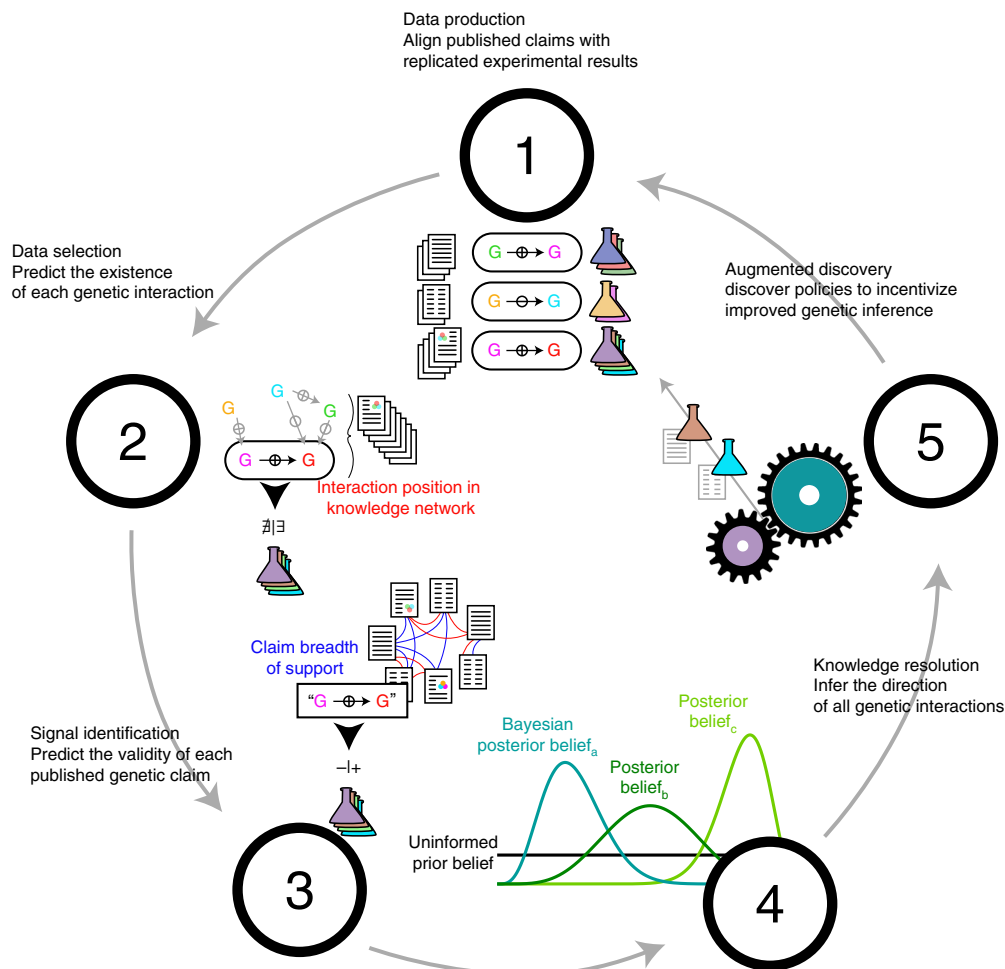 Data production
Align published claims with
replicated experimental results
1
G ⊕→ G
G ⊖→ G
G ⊕→ G
Data selection
Predict the existence
of each genetic interaction
2
G
G
G
G ⊕→ G
Interaction position in
knowledge network
∄|∃
Augmented discovery
discover policies to incentivize
improved genetic inference
5
Claim breadth
of support
“G ⊕→ G”
–|+
Signal identification
Predict the validity of each
published genetic claim
3
Knowledge resolution
Infer the direction
of all genetic interactions
Bayesian
posterior beliefa
Posterior
beliefb
Posterior
beliefc
Uninformed
prior belief
4